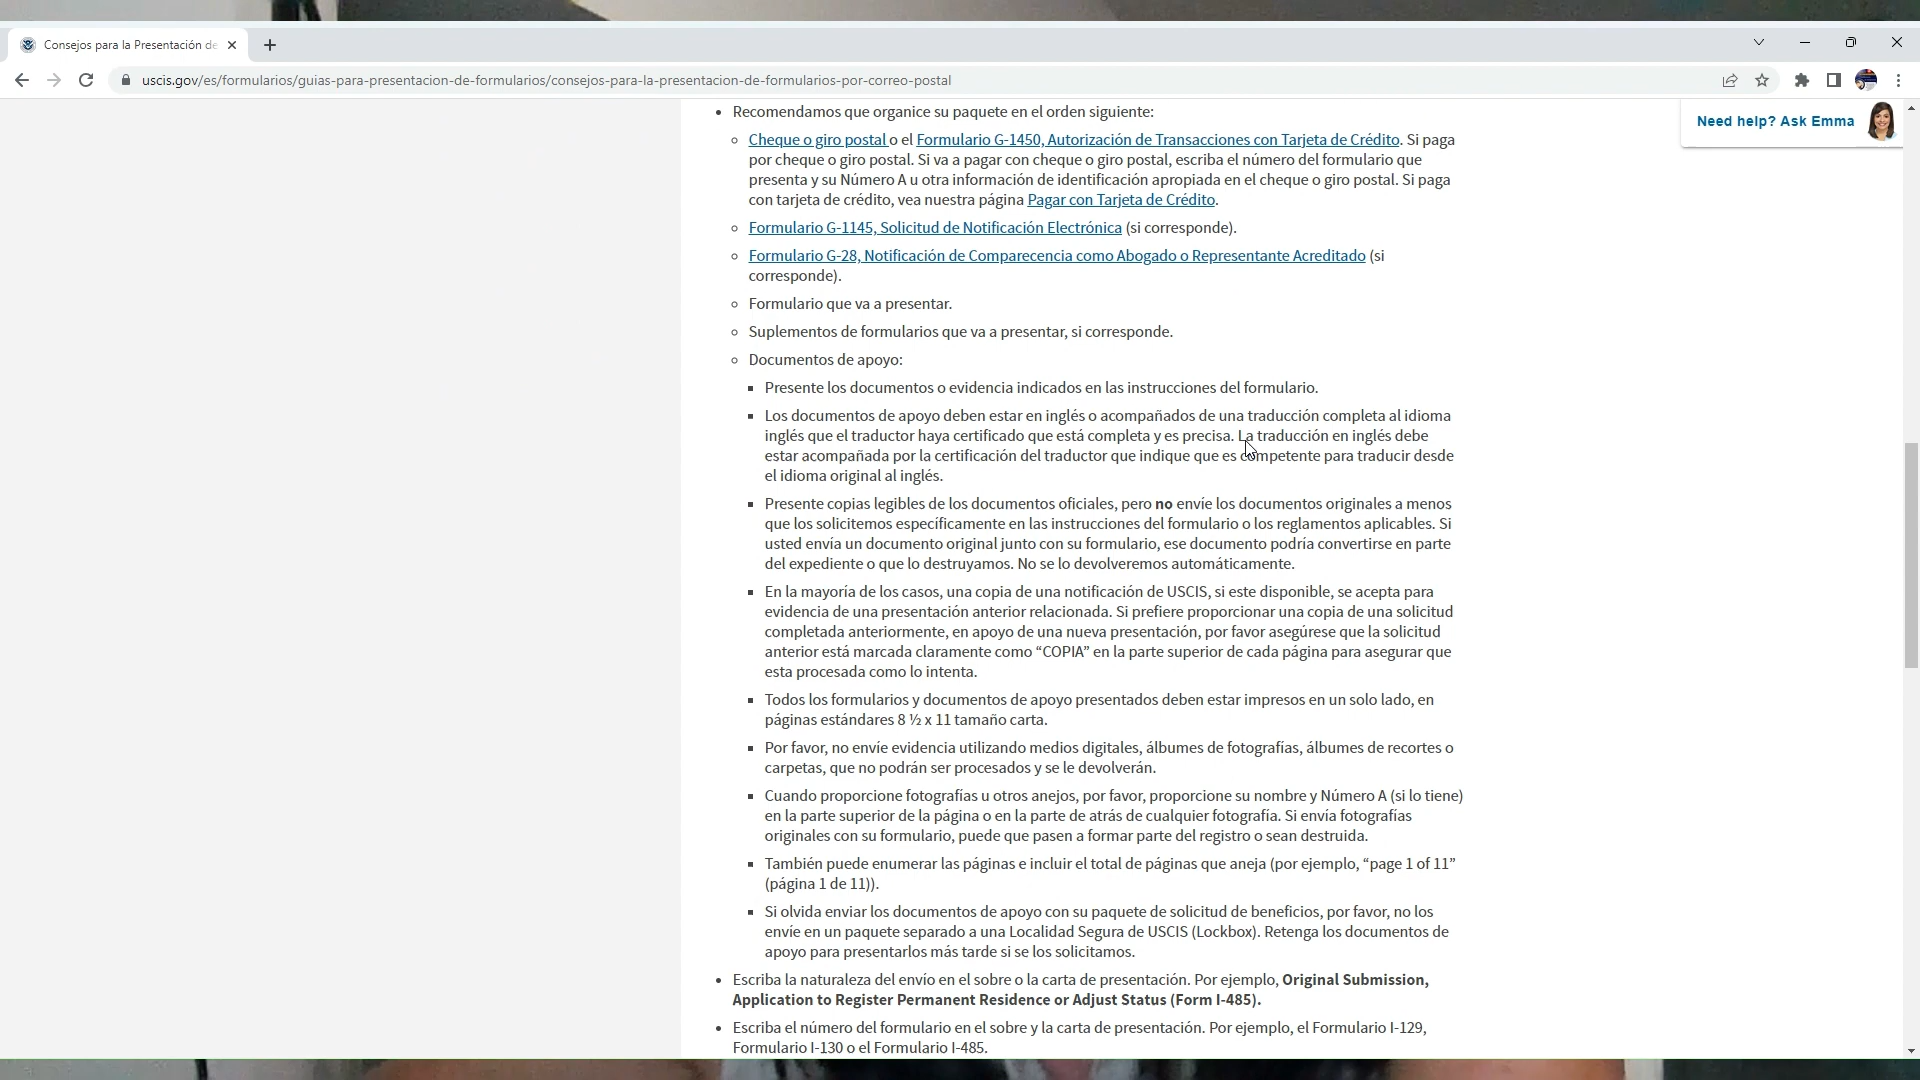 Consejos para la Presentación de
uscis.gov/es/formularios/guias-para-presentacion-de-formularios/consejos-para-la-presentacion-de-formularios-por-correo-postal
Need help? Ask Emma
• Recomendamos que organice su paquete en el orden siguiente:
Cheque o giro postal o el Formulario G-1450, Autorización de Transacciones con Tarjeta de Crédito. Si paga
por cheque o giro postal. Si va a pagar con cheque o giro postal, escriba el número del formulario que
presenta y su Número A u otra información de identificación apropiada en el cheque o giro postal. Si paga
con tarjeta de crédito, vea nuestra página Pagar con Tarjeta de Crédito.
Formulario G-1145, Solicitud de Notificación Electrónica (si corresponde).
Formulario G-28, Notificación de Comparecencia como Abogado o Representante Acreditado (si
corresponde).
Formulario que va a presentar.
Suplementos de formularios que va a presentar, si corresponde.
Documentos de apoyo:
Presente los documentos o evidencia indicados en las instrucciones del formulario.
Los documentos de apoyo deben estar en inglés o acompañados de una traducción completa al idioma
inglés que el traductor haya certificado que está completa y es precisa. La traducción en inglés debe
estar acompañada por la certificación del traductor que indique que es competente para traducir desde
el idioma original al inglés.
Presente copias legibles de los documentos oficiales, pero no envíe los documentos originales a menos
que los solicitemos específicamente en las instrucciones del formulario o los reglamentos aplicables. Si
usted envía un documento original junto con su formulario, ese documento podría convertirse en parte
del expediente o que lo destruyamos. No se lo devolveremos automáticamente.
En la mayoría de los casos, una copia de una notificación de USCIS, si este disponible, se acepta para
evidencia de una presentación anterior relacionada. Si prefiere proporcionar una copia de una solicitud
completada anteriormente, en apoyo de una nueva presentación, por favor asegúrese que la solicitud
anterior está marcada claramente como “COPIA” en la parte superior de cada página para asegurar que
esta procesada como lo intenta.
Todos los formularios y documentos de apoyo presentados deben estar impresos en un solo lado, en
páginas estándares 8 ½ x 11 tamaño carta.
Por favor, no envíe evidencia utilizando medios digitales, álbumes de fotografías, álbumes de recortes o
carpetas, que no podrán ser procesados y se le devolverán.
Cuando proporcione fotografías u otros anejos, por favor, proporcione su nombre y Número A (si lo tiene)
en la parte superior de la página o en la parte de atrás de cualquier fotografía. Si envía fotografías
originales con su formulario, puede que pasen a formar parte del registro o sean destruida.
También puede enumerar las páginas e incluir el total de páginas que aneja (por ejemplo, “page 1 of 11”
(página 1 de 11)).
Si olvida enviar los documentos de apoyo con su paquete de solicitud de beneficios, por favor, no los
envíe en un paquete separado a una Localidad Segura de USCIS (Lockbox). Retenga los documentos de
apoyo para presentarlos más tarde si se los solicitamos.
• Escriba la naturaleza del envío en el sobre o la carta de presentación. Por ejemplo, Original Submission,
Application to Register Permanent Residence or Adjust Status (Form I-485).
• Escriba el número del formulario en el sobre y la carta de presentación. Por ejemplo, el Formulario I-129,
Formulario I-130 o el Formulario I-485.